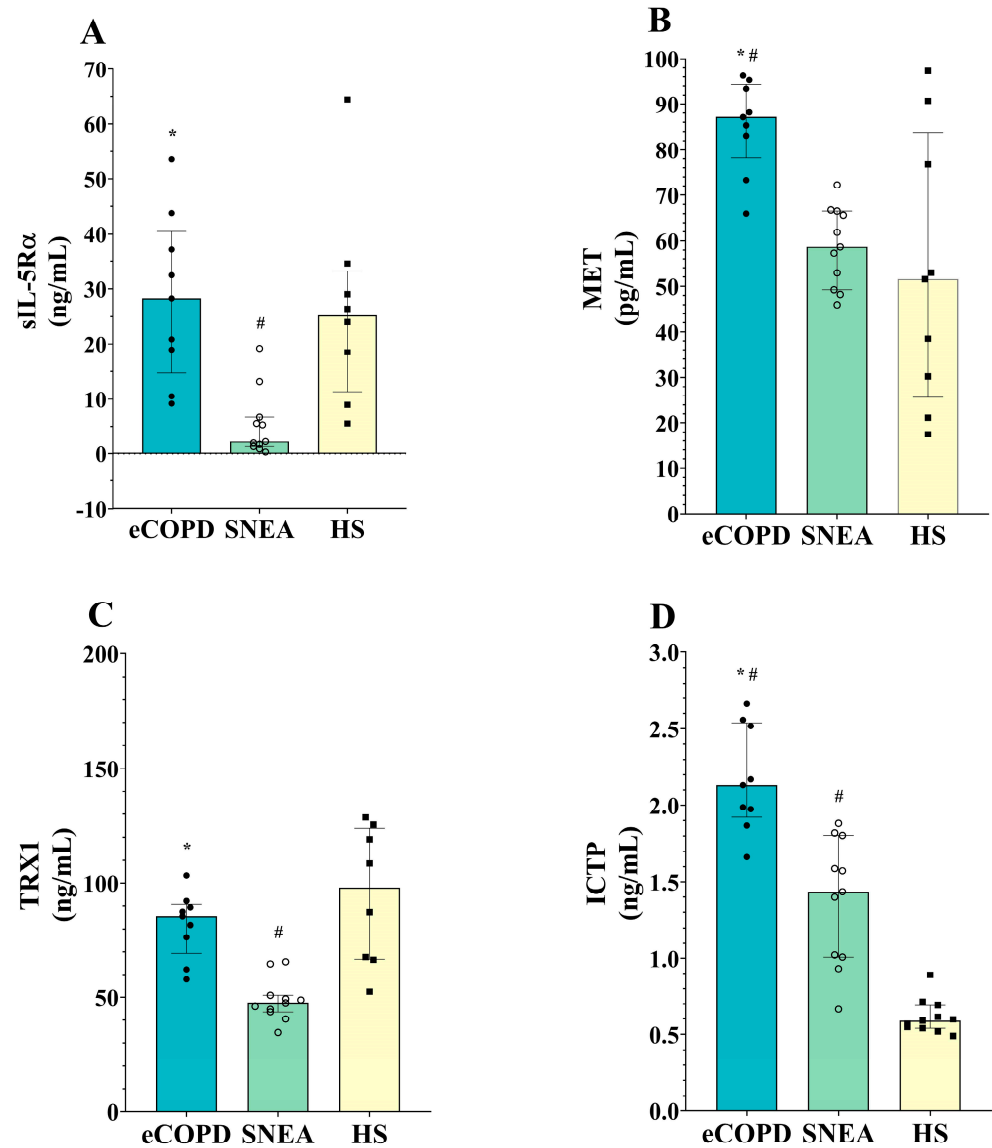 A
sIL-5Rα
(ng/mL)
70
60
50
40
30
20
10
0
-10
*
#
eCOPD SNEA HS
B
MET
(pg/mL)
100
90
80
70
60
50
40
30
20
10
0
* #
eCOPD SNEA HS
C
TRX1
(ng/mL)
200
150
100
50
0
*
#
eCOPD SNEA HS
D
ICTP
(ng/mL)
3.0
2.5
2.0
1.5
1.0
0.5
0.0
* #
#
eCOPD SNEA HS